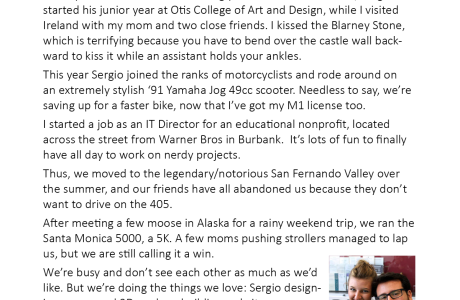 started his junior year at Otis College of Art and Design, while I visited
Ireland with my mom and two close friends. I kissed the Blarney Stone,
which is terrifying because you have to bend over the castle wall back-
ward to kiss it while an assistant holds your ankles.
This year Sergio joined the ranks of motorcyclists and rode around on
an extremely stylish ‘91 Yamaha Jog 49cc scooter. Needless to say, we’re
saving up for a faster bike, now that I’ve got my M1 license too.
I started a job as an IT Director for an educational nonprofit, located
across the street from Warner Bros in Burbank.  It’s lots of fun to finally
have all day to work on nerdy projects.
Thus, we moved to the legendary/notorious San Fernando Valley over
the summer, and our friends have all abandoned us because they don’t
want to drive on the 405.
After meeting a few moose in Alaska for a rainy weekend trip, we ran the
Santa Monica 5000, a 5K. A few moms pushing strollers managed to lap
us, but we are still calling it a win.
We’re busy and don’t see each other as much as we’d
like. But we’re doing the things we love: Sergio design-